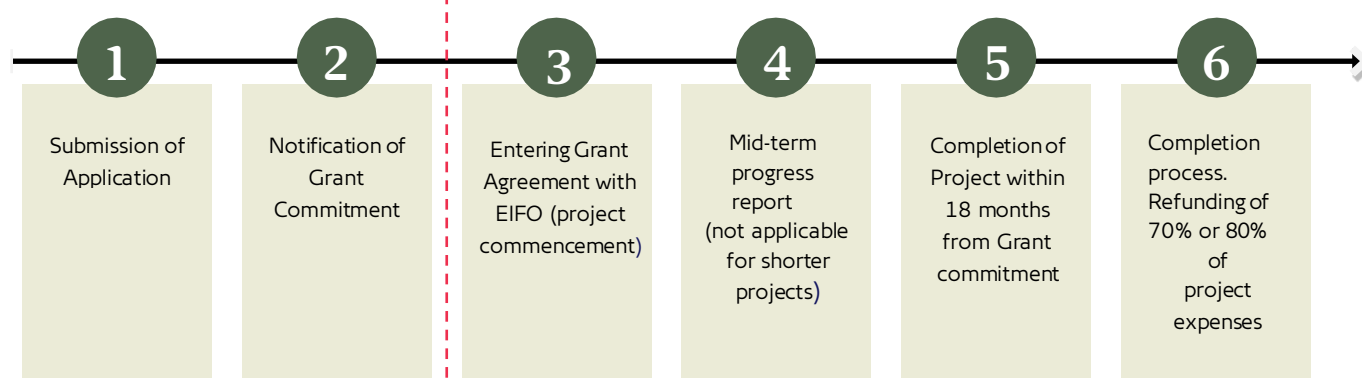 1
Submission of
Application
2
Notification of
Grant
Commitment
3
Entering Grant
Agreement with
EIFO (project
commencement)
4
Mid-term
progress
report
(not applicable
for shorter
projects)
5
Completion of
Project within
18 months
from Grant
commitment
6
Completion
process.
Refunding of
70% or 80%
of
project
expenses